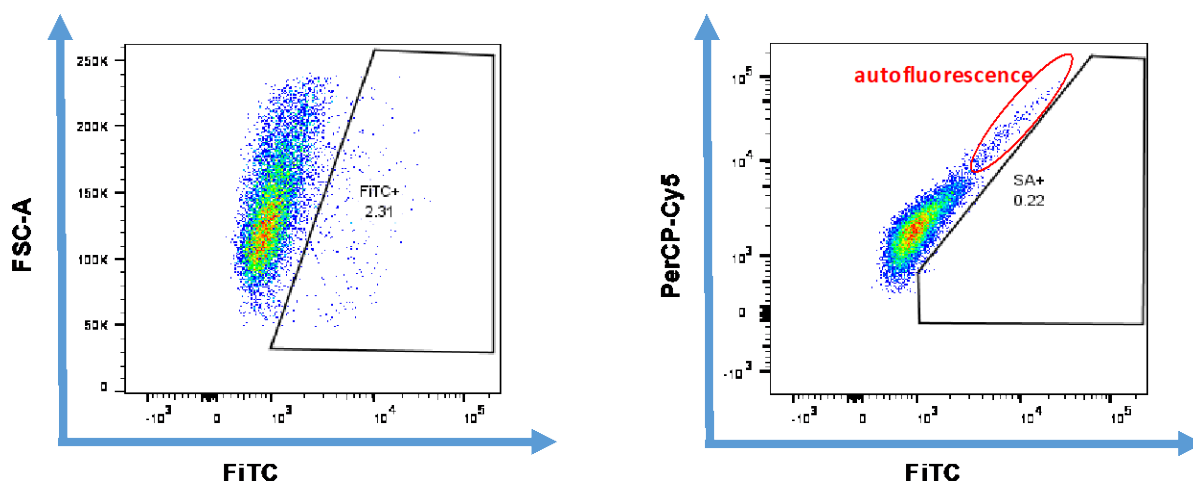 FSC-A
250K
200K
150K
100K
50K
0
FiTC+
2.31
-10³
0
10³
10⁴
10⁵
FiTC
PerCP-Cy5
10⁵
10⁴
10³
0
-10³
autofluorescence
SA+
0.22
-10³
0
10³
10⁴
10⁵
FiTC